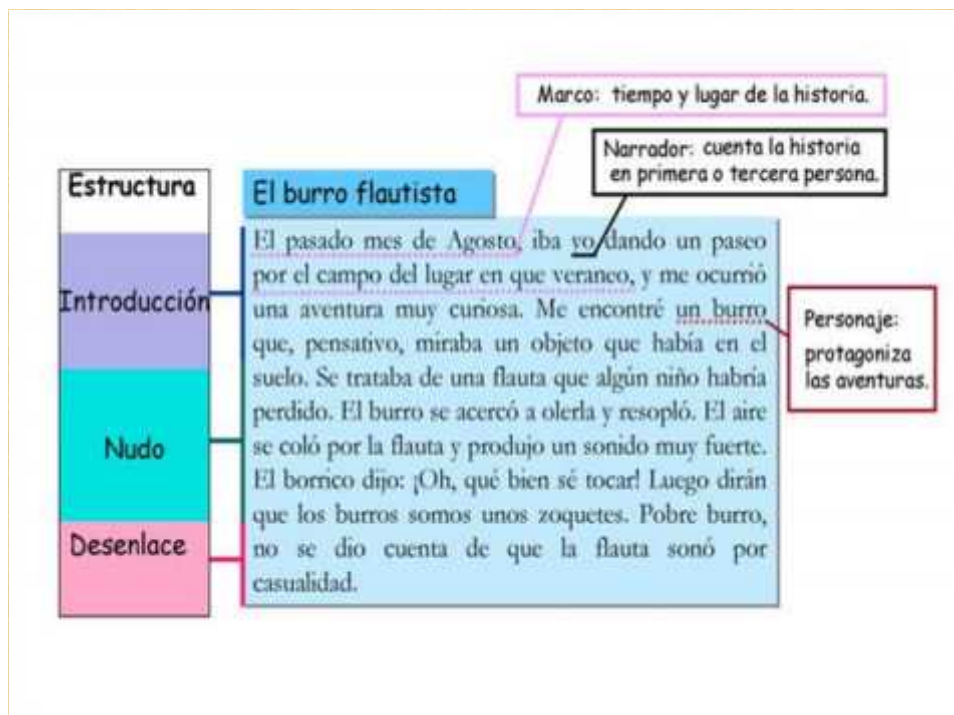 Marco: tiempo y lugar de la historia.
Narrador: cuenta la historia
en primera o tercera persona.
Estructura
El burro flautista
El pasado mes de Agosto, iba yo dando un paseo
por el campo del lugar en que veraneo, y me ocurrió
una aventura muy curiosa. Me encontré un burro
que, pensativo, miraba un objeto que había en el
suelo. Se trataba de una flauta que algún niño habría
perdido. El burro se acercó a olerla y resopló. El aire
se coló por la flauta y produjo un sonido muy fuerte.
El borrico dijo: ¡Oh, qué bien sé tocar! Luego dirán
que los burros somos unos zoquetes. Pobre burro,
no se dio cuenta de que la flauta sonó por
casualidad.
Introducción
Nudo
Desenlace
Personaje:
protagoniza
las aventuras.